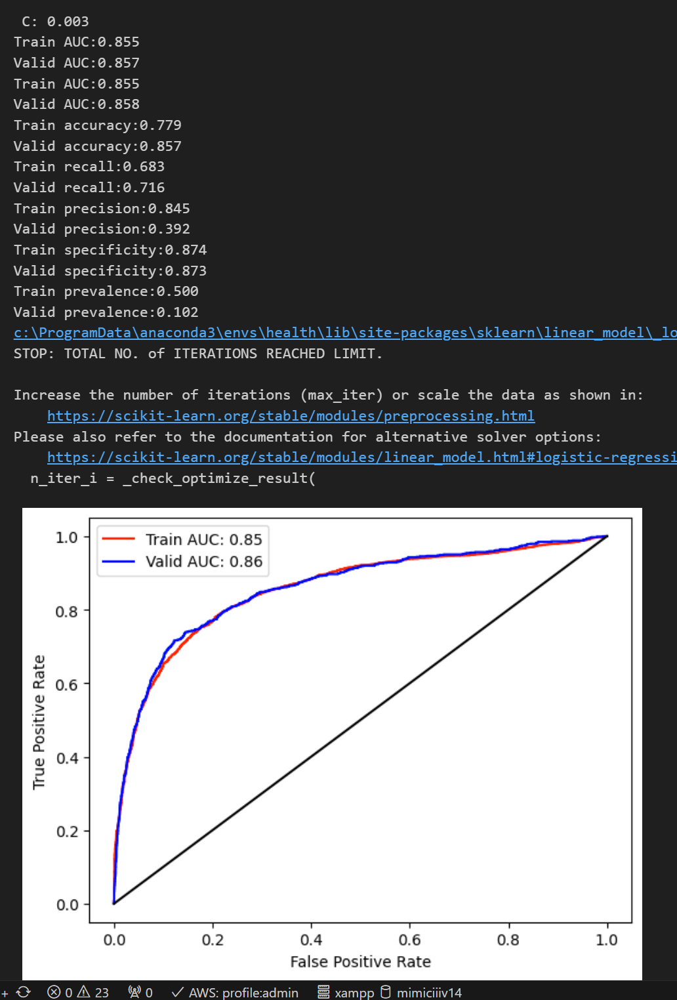 C: 0.003
Train AUC:0.855
Valid AUC:0.857
Train AUC:0.855
Valid AUC:0.858
Train accuracy:0.779
Valid accuracy:0.857
Train recall:0.683
Valid recall:0.716
Train precision:0.845
Valid precision:0.392
Train specificity:0.874
Valid specificity:0.873
Train prevalence:0.500
Valid prevalence:0.102
c:\ProgramData\anaconda3\envs\health\lib\site-packages\sklearn\linear_model\_lo
STOP: TOTAL NO. of ITERATIONS REACHED LIMIT.
Increase the number of iterations (max_iter) or scale the data as shown in:
https://scikit-learn.org/stable/modules/preprocessing.html
Please also refer to the documentation for alternative solver options:
https://scikit-learn.org/stable/modules/linear_model.html#logistic-regressi
n_iter_i = _check_optimize_result(
Train AUC: 0.85
Valid AUC: 0.86
1.0
0.8
0.6
0.4
0.2
0.0
True Positive Rate
0.0 0.2 0.4 0.6 0.8 1.0
False Positive Rate
+ 0 23 0 AWS: profile:admin xampp mimiciiiv14